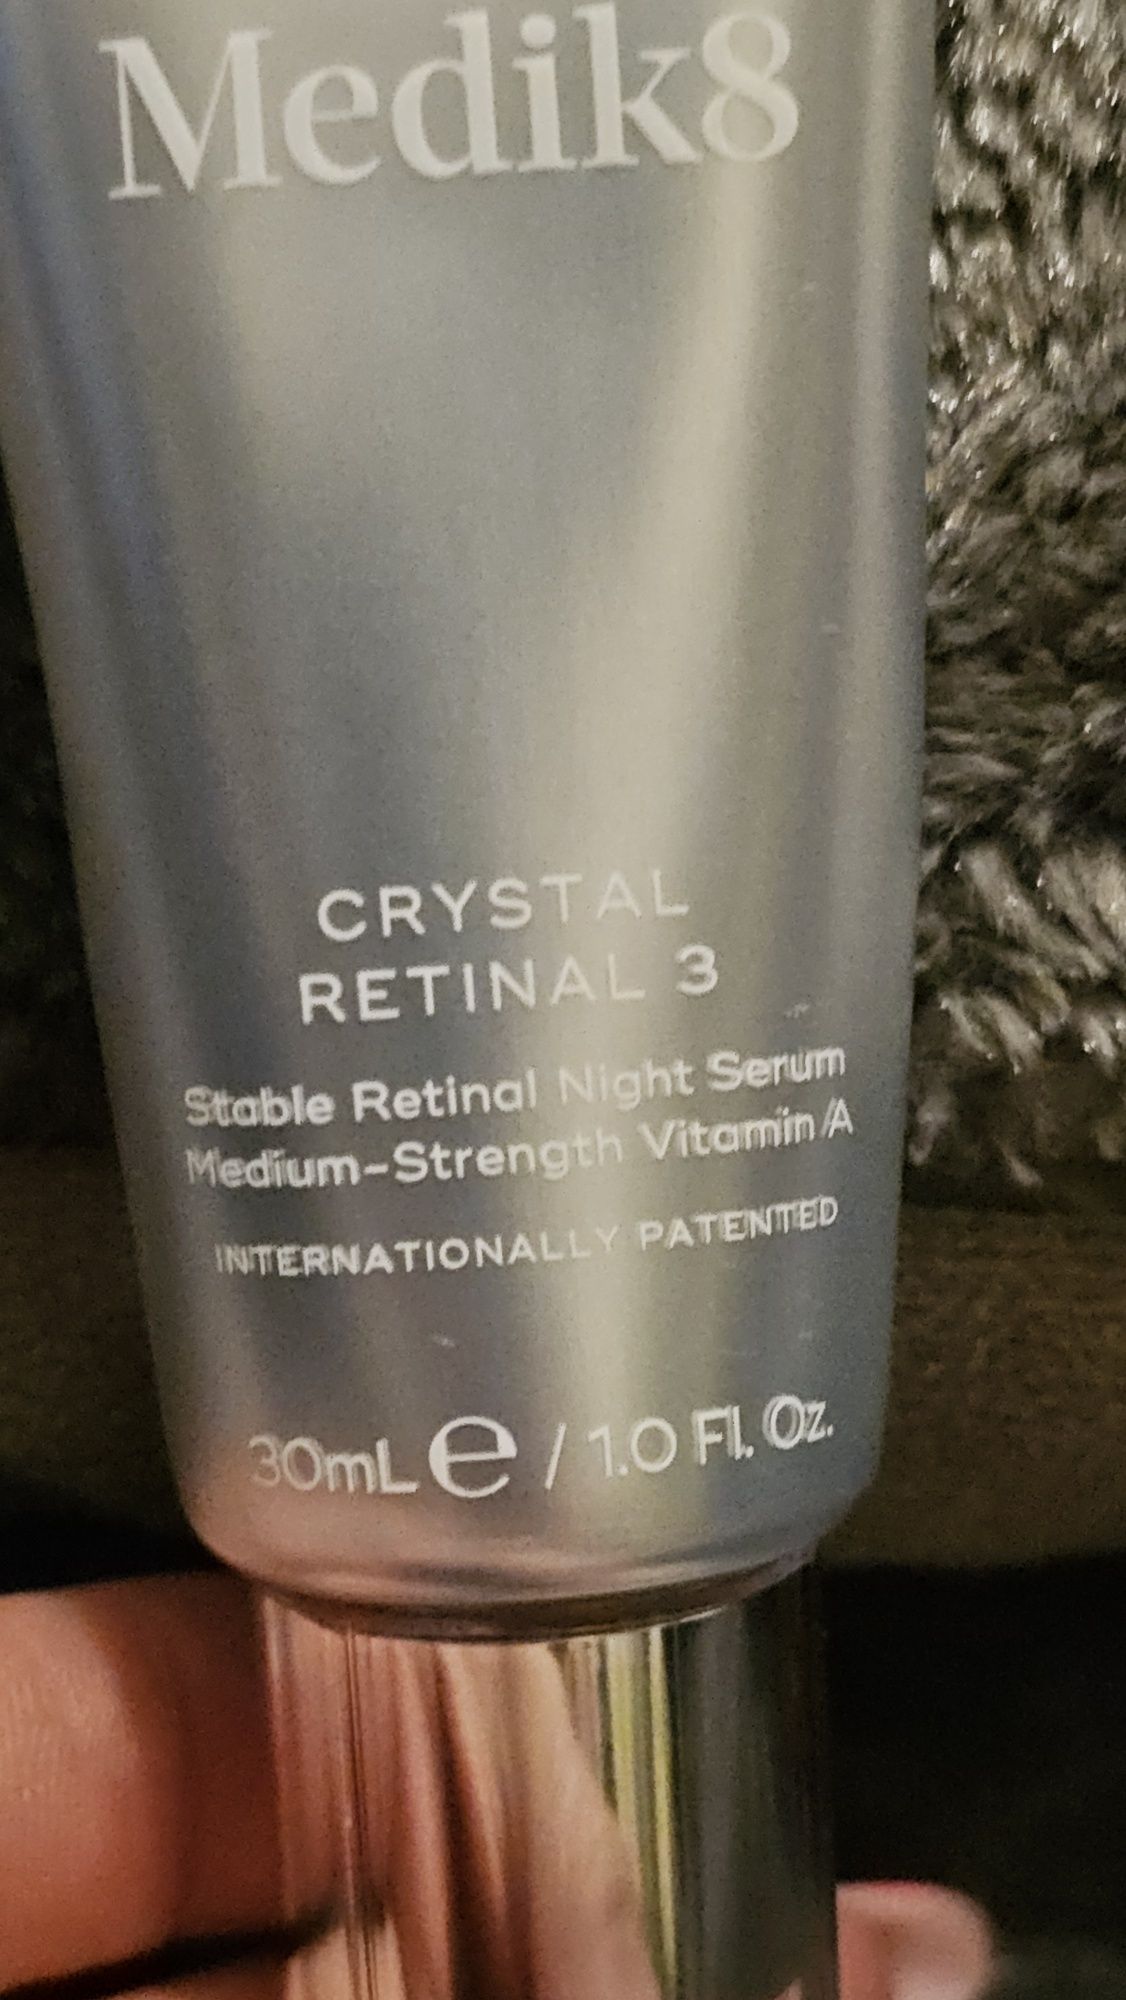 Medik8
CRYSTAL
RETINAL 3
Stable Retinal Night Serum
Medium-Strength Vitamin A
INTERNATIONALLY PATENTED
30mL e / 1.0 Fl. Oz.